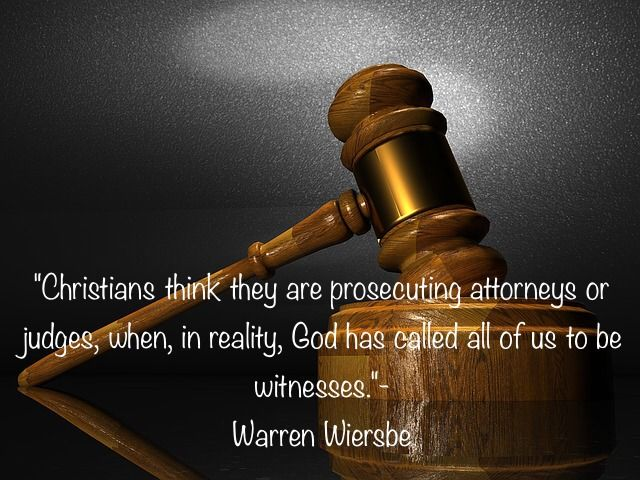 "Christians think they are prosecuting attorneys or
judges, when, in reality, God has called all of us to be
witnesses."-
Warren Wiersbe